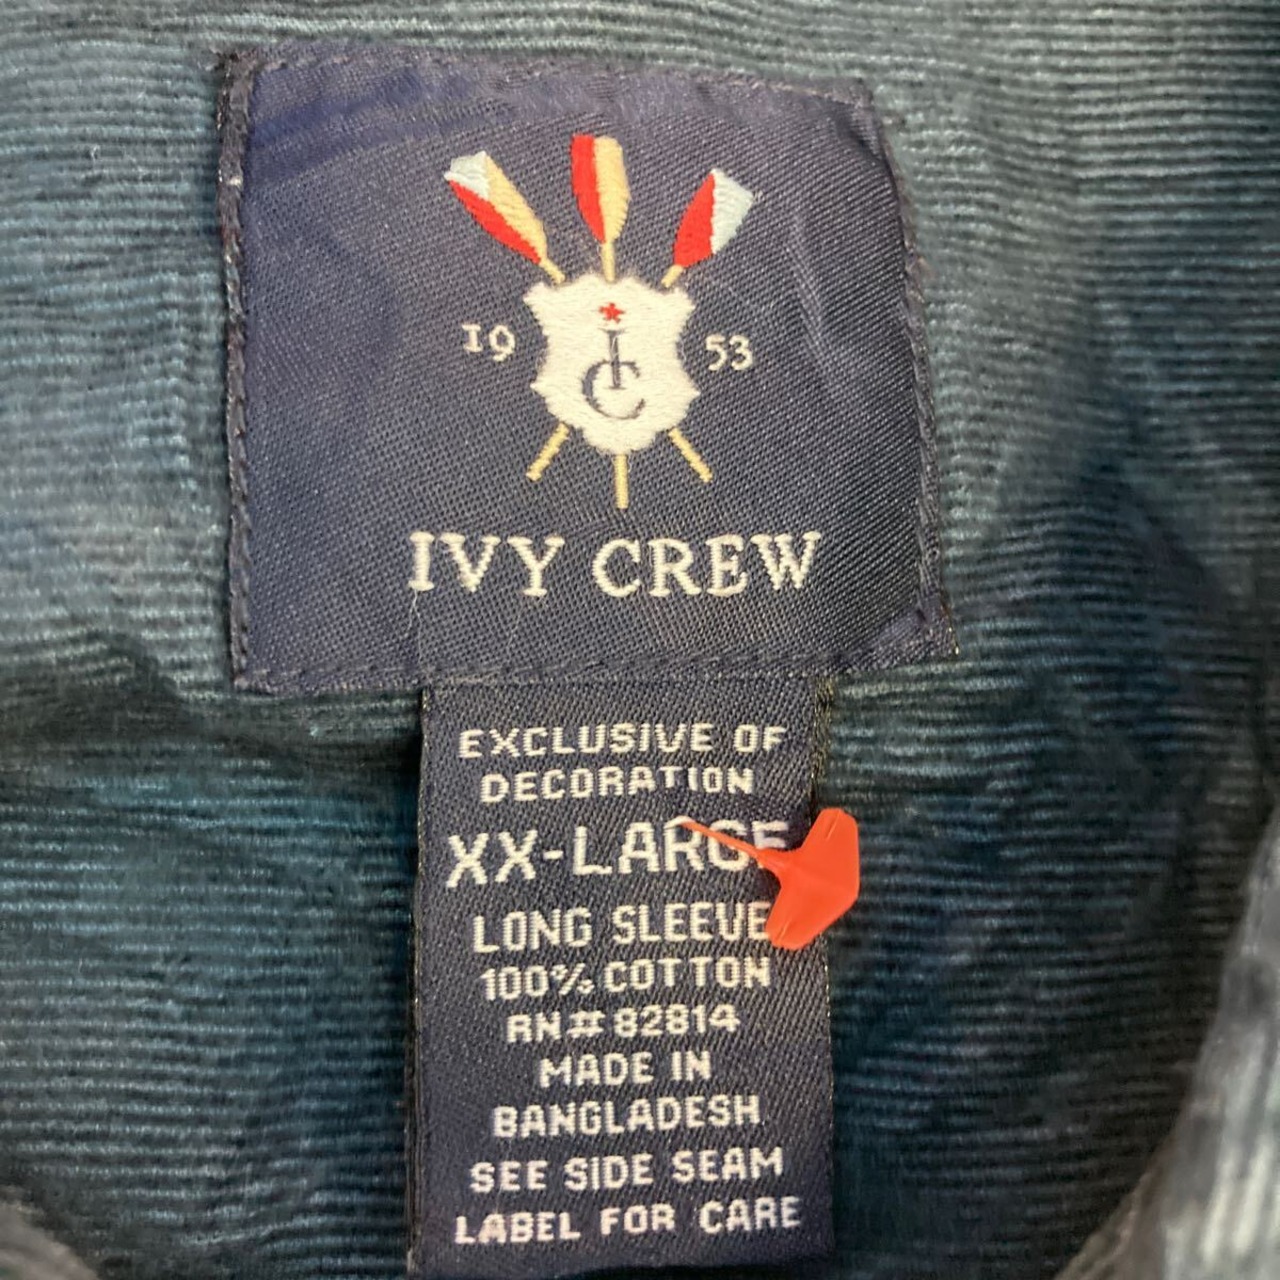 19 53
IC
IVY CREW
EXCLUSIVE OF
DECORATION
XX-LARGE
LONG SLEEVE
100% COTTON
RN#82814
MADE IN
BANGLADESH
SEE SIDE SEAM
LABEL FOR CARE